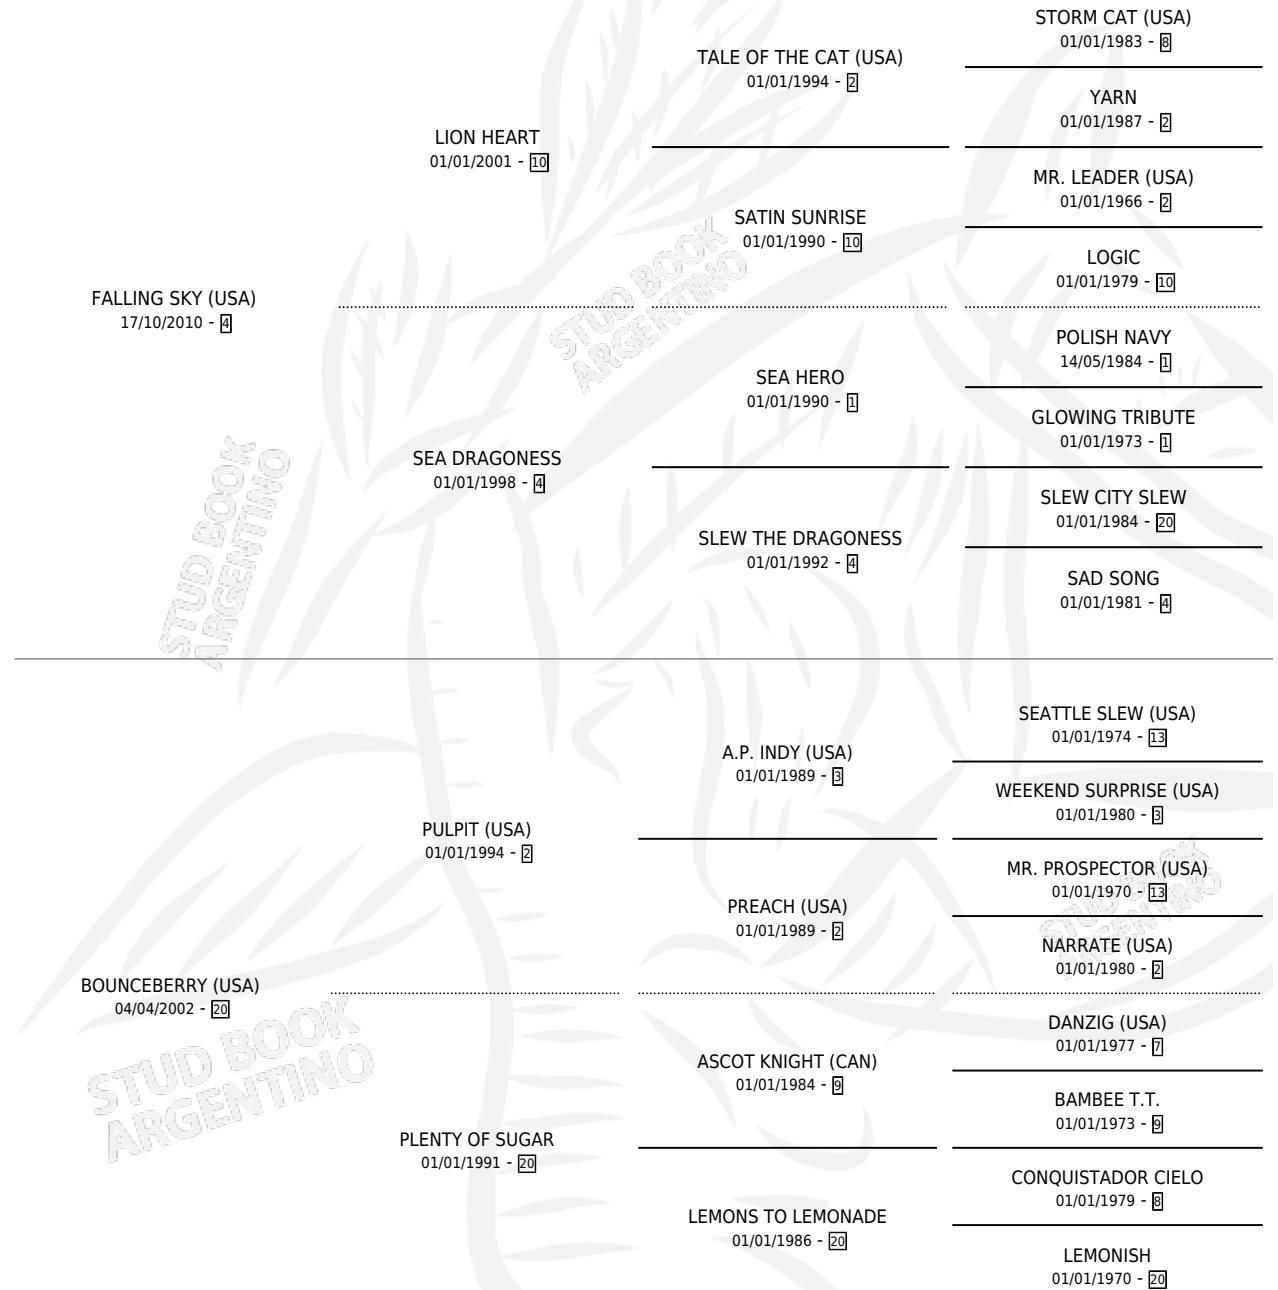 STORM CAT (USA)
01/01/1983 - 8
TALE OF THE CAT (USA)
01/01/1994 - 2
YARN
01/01/1987 - 2
LION HEART
01/01/2001 - 10
MR. LEADER (USA)
01/01/1966 - 2
SATIN SUNRISE
01/01/1990 - 10
LOGIC
01/01/1979 - 10
FALLING SKY (USA)
17/10/2010 - 4
POLISH NAVY
14/05/1984 - 1
SEA HERO
01/01/1990 - 1
GLOWING TRIBUTE
01/01/1973 - 1
SEA DRAGONESS
01/01/1998 - 4
SLEW CITY SLEW
01/01/1984 - 20
SLEW THE DRAGONESS
01/01/1992 - 4
SAD SONG
01/01/1981 - 4
SEATTLE SLEW (USA)
01/01/1974 - 13
A.P. INDY (USA)
01/01/1989 - 3
WEEKEND SURPRISE (USA)
01/01/1980 - 3
PULPIT (USA)
01/01/1994 - 2
MR. PROSPECTOR (USA)
01/01/1970 - 13
PREACH (USA)
01/01/1989 - 2
NARRATE (USA)
01/01/1980 - 2
BOUNCEBERRY (USA)
04/04/2002 - 20
DANZIG (USA)
01/01/1977 - 7
ASCOT KNIGHT (CAN)
01/01/1984 - 9
BAMBEE T.T.
01/01/1973 - 9
PLENTY OF SUGAR
01/01/1991 - 20
CONQUISTADOR CIELO
01/01/1979 - 8
LEMONS TO LEMONADE
01/01/1986 - 20
LEMONISH
01/01/1970 - 20
STUD BOOK
ARGENTINO
STUD BOOK
ARGENTINO
STUD BOOK
ARGENTINO
STUD BOOK
ARGENTINO